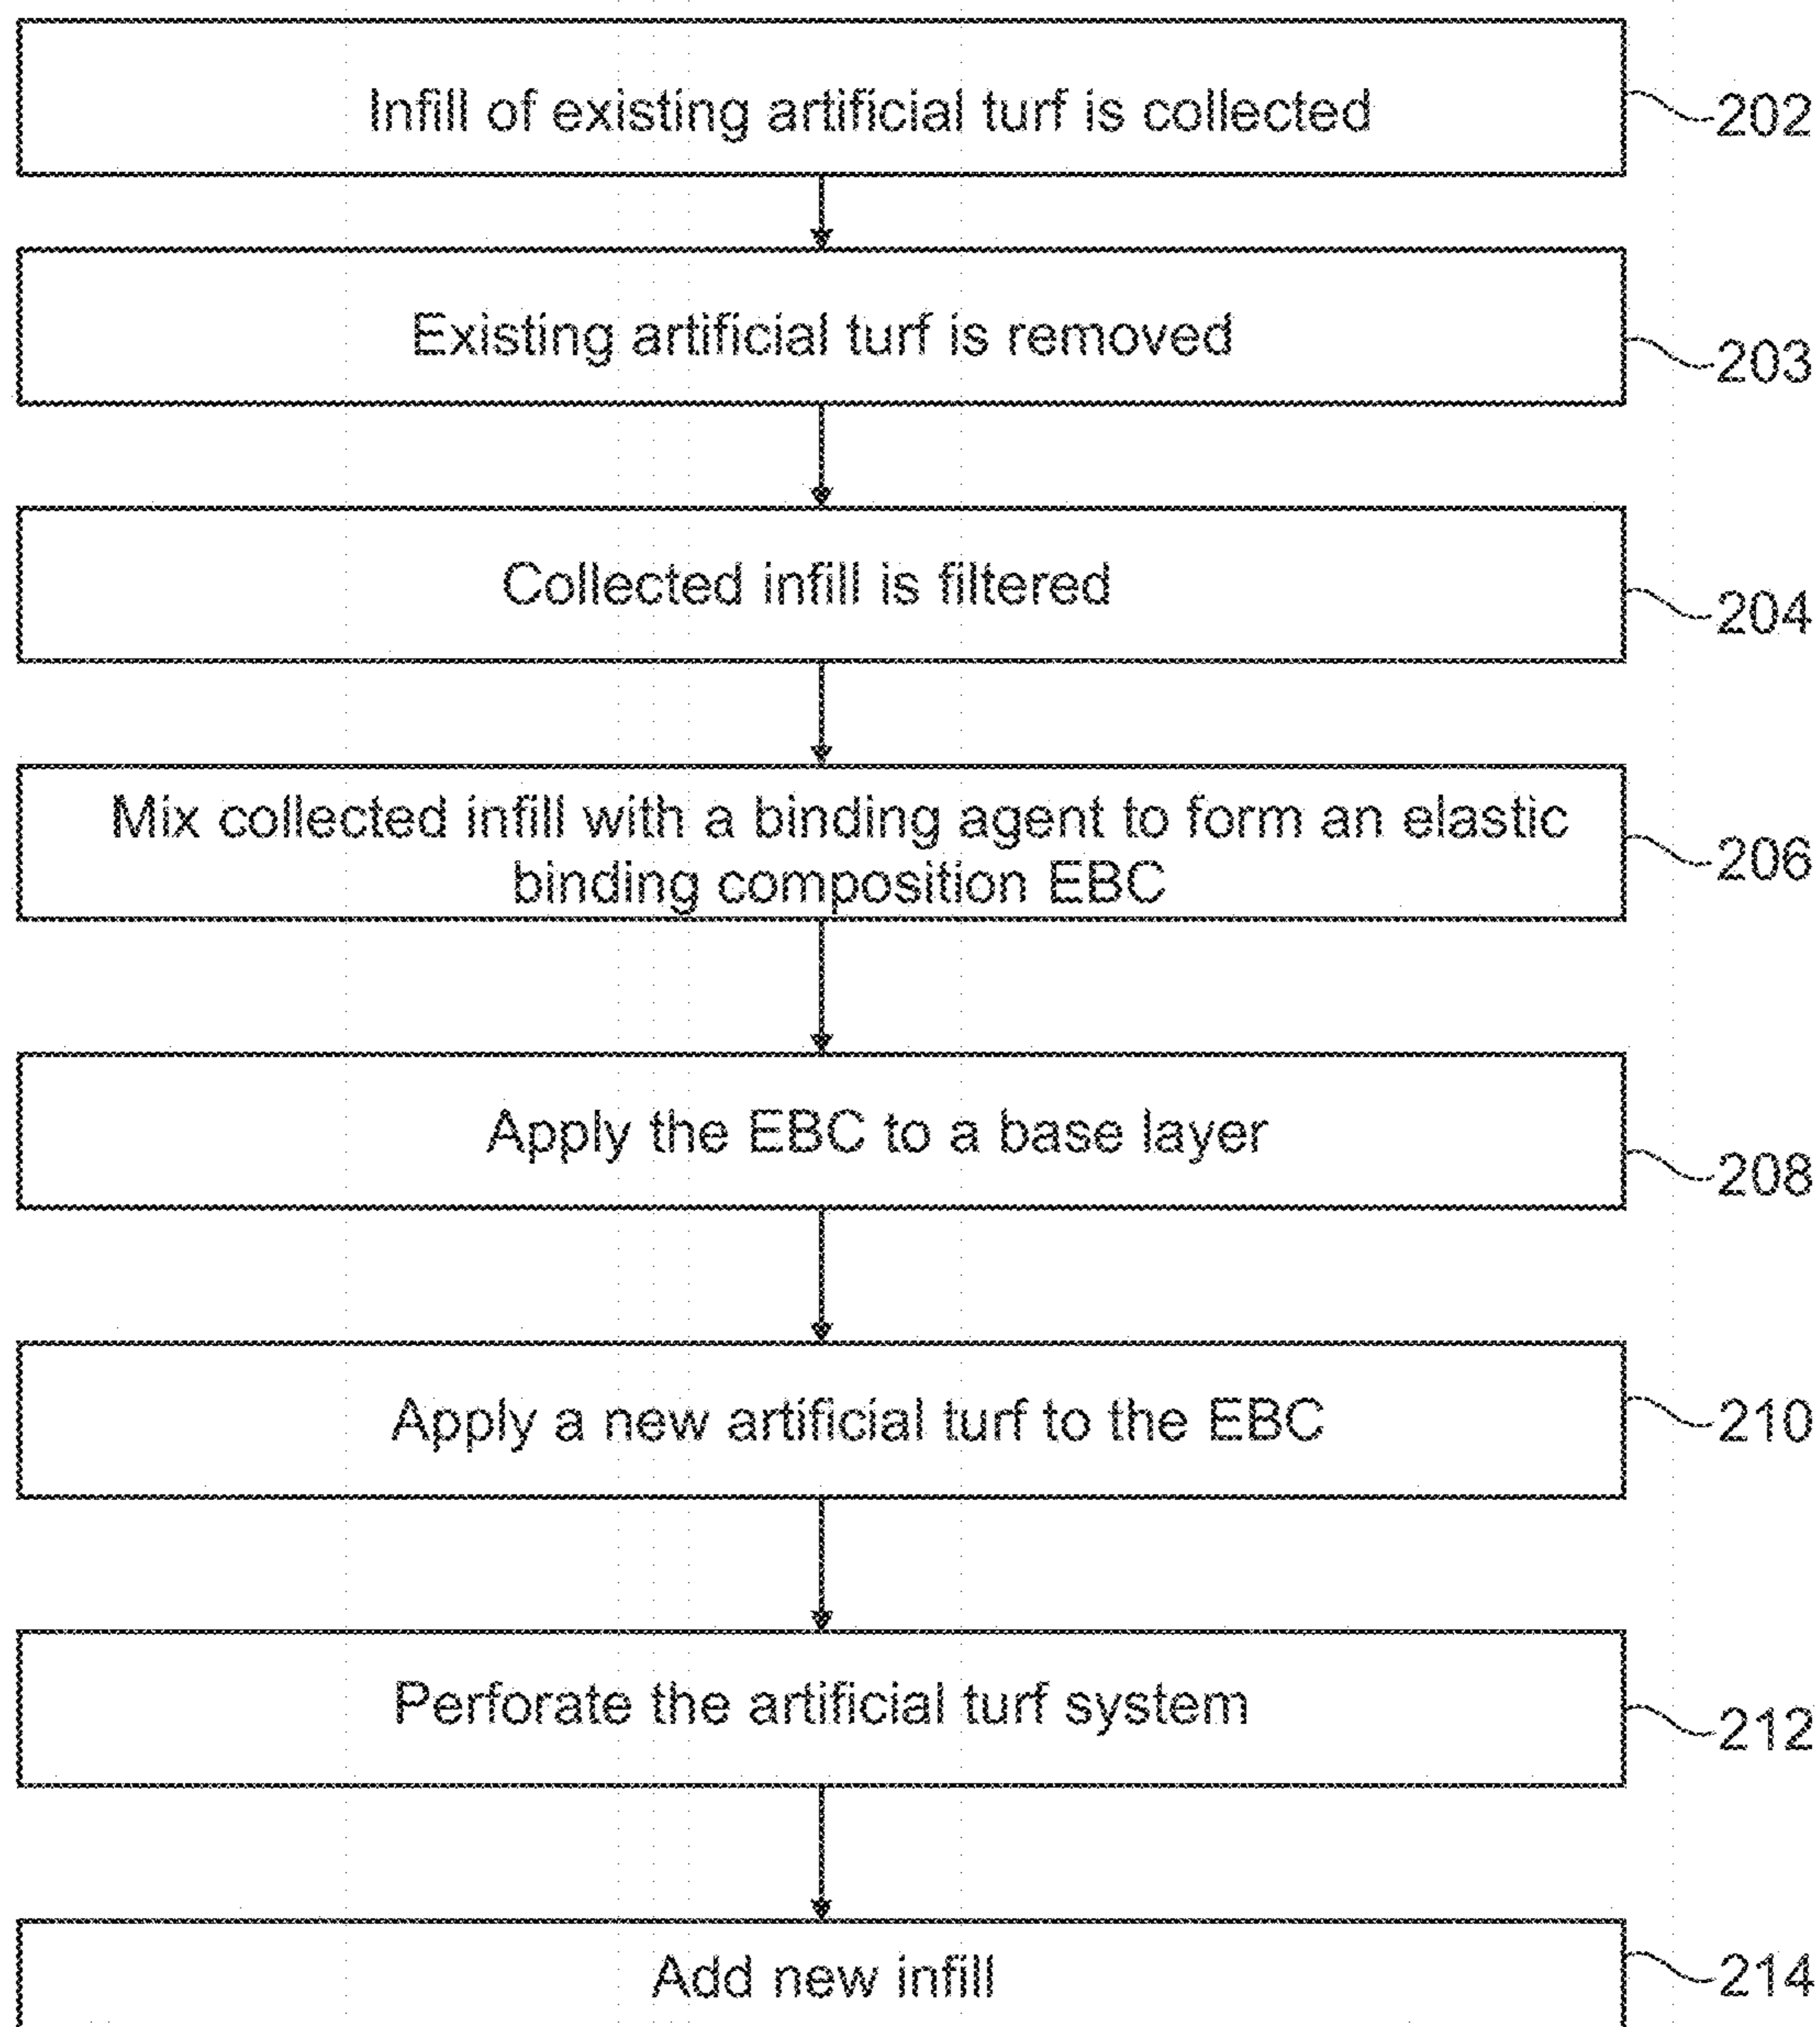 Infill of existing artificial turf is collected
202
Existing artificial turf is removed
203
Collected infill is filtered
204
Mix collected infill with a binding agent to form an elastic
binding composition EBC
206
Apply the EBC to a base layer
208
Apply a new artificial turf to the EBC
210
Perforate the artificial turf system
212
Add new infill
214